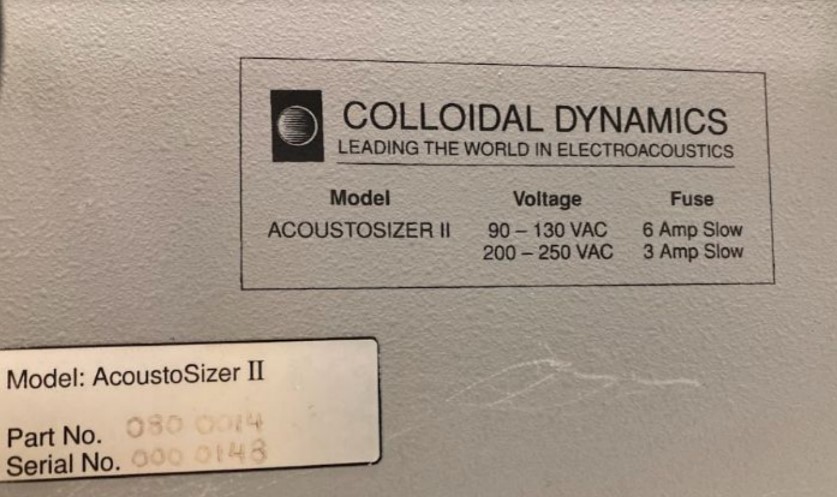 COLLOIDAL DYNAMICS
LEADING THE WORLD IN ELECTROACOUSTICS
Model Voltage Fuse
ACOUSTOSIZER II 90 – 130 VAC 6 Amp Slow
200 – 250 VAC 3 Amp Slow
Model: AcoustoSizer II
Part No. 080 0014
Serial No. 000 0148